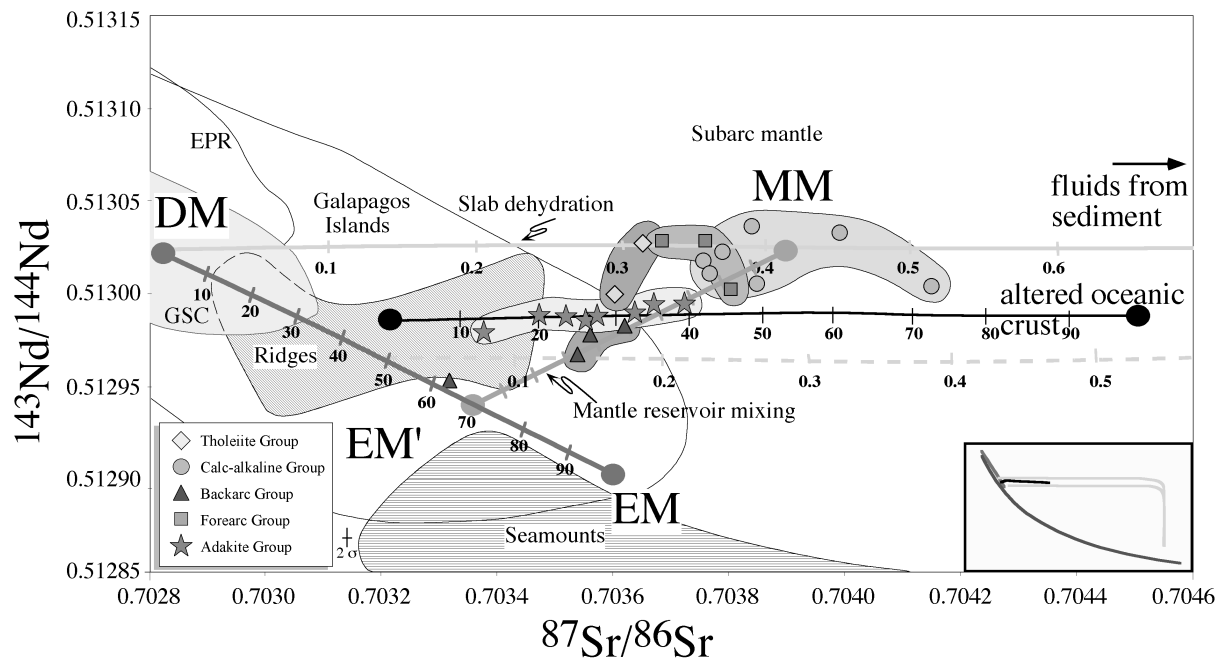 0.51315
0.51310
0.51305
0.51300
0.51295
0.51290
0.51285
143Nd/144Nd
EPR
Subarc mantle
MM
fluids from
sediment
DM
Galapagos
Islands
Slab dehydration
0.1
0.2
0.3
0.4
0.5
0.6
GSC
10
20
30
40
50
60
70
80
90
Ridges
altered oceanic
crust
10
20
40
50
60
70
80
90
0.1
0.2
0.3
0.4
0.5
Mantle reservoir mixing
EM'
EM
Seamounts
Tholeiite Group
Calc-alkaline Group
Backarc Group
Forearc Group
Adakite Group
2 σ
0.7028
0.7030
0.7032
0.7034
0.7036
0.7038
0.7040
0.7042
0.7044
0.7046
87Sr/86Sr